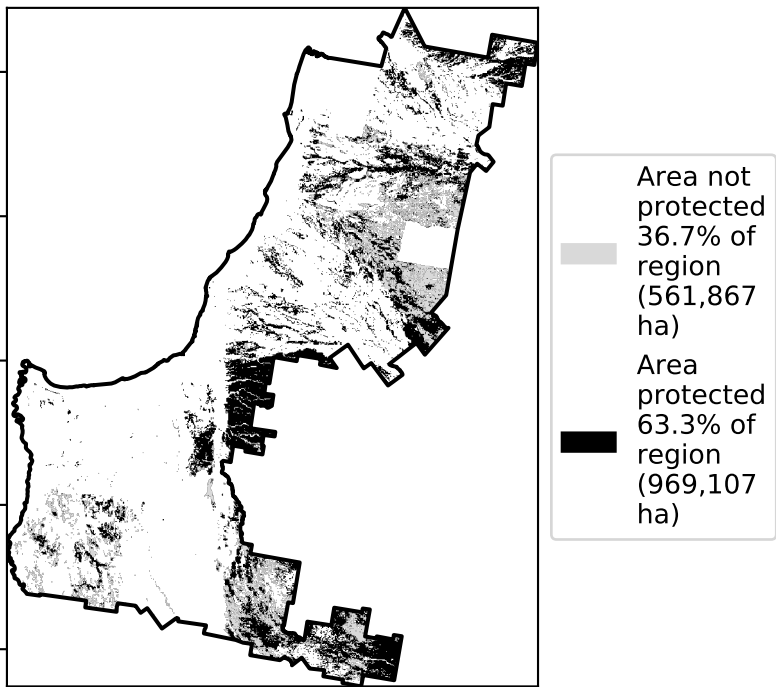 Area not
protected
36.7% of
region
(561,867
ha)
Area
protected
63.3% of
region
(969,107
ha)